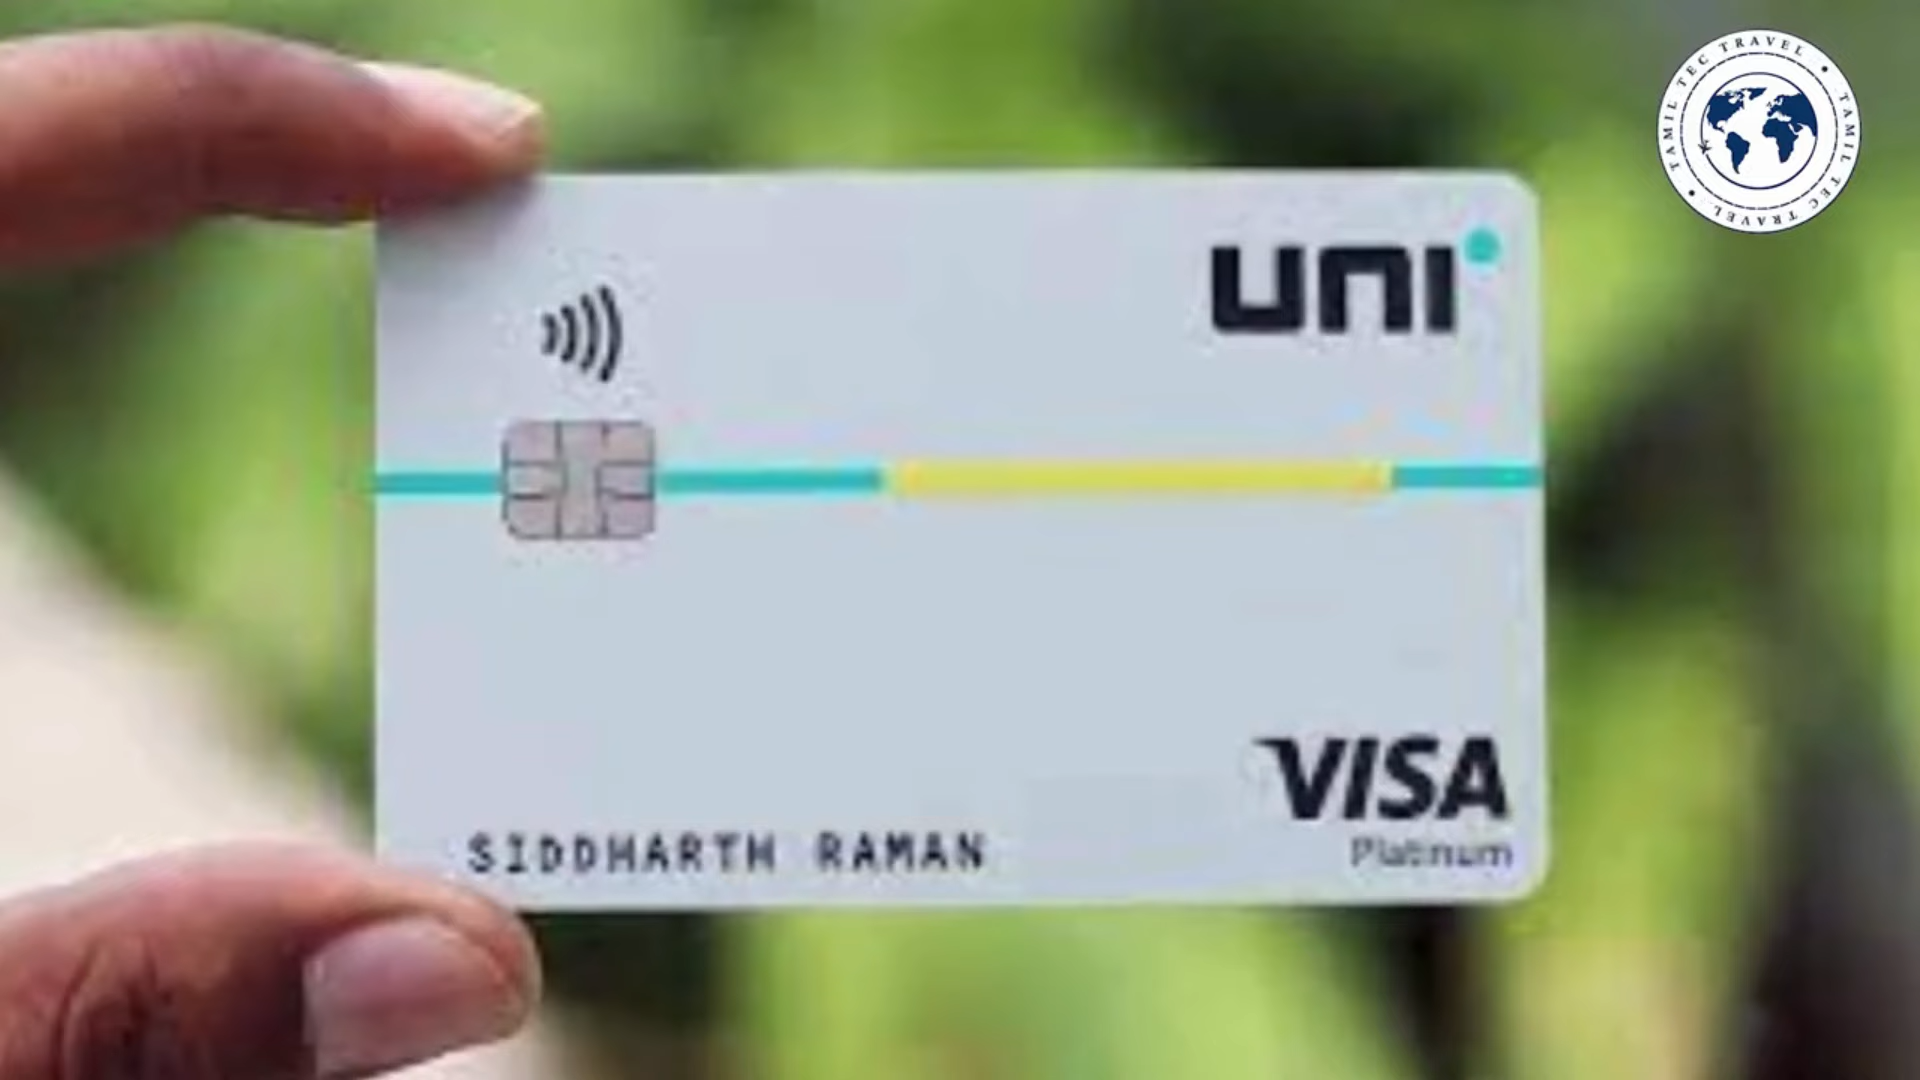 TAMIL TEC TRAVEL • TAMIL TEC TRAVEL •
UNI
VISA
Platinum
SIDDHARTH RAMAN